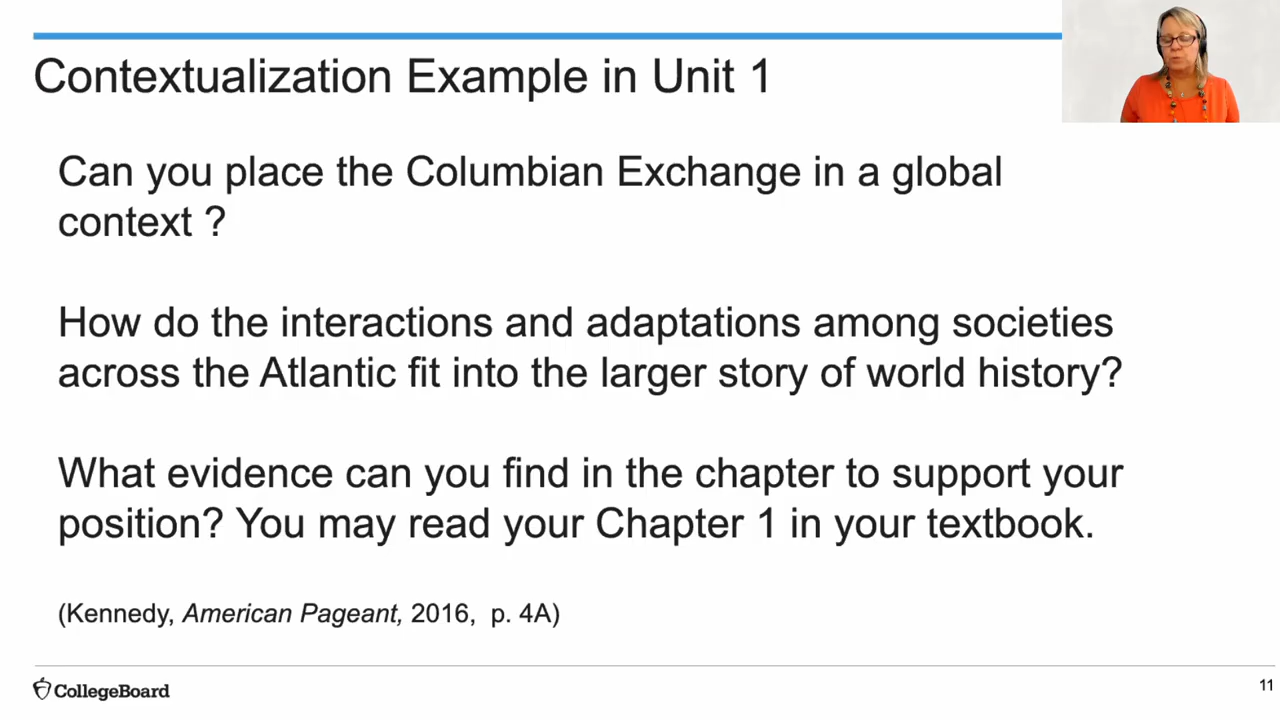 Contextualization Example in Unit 1
Can you place the Columbian Exchange in a global
context ?
How do the interactions and adaptations among societies
across the Atlantic fit into the larger story of world history?
What evidence can you find in the chapter to support your
position? You may read your Chapter 1 in your textbook.
(Kennedy, American Pageant, 2016, p. 4A)
CollegeBoard
11